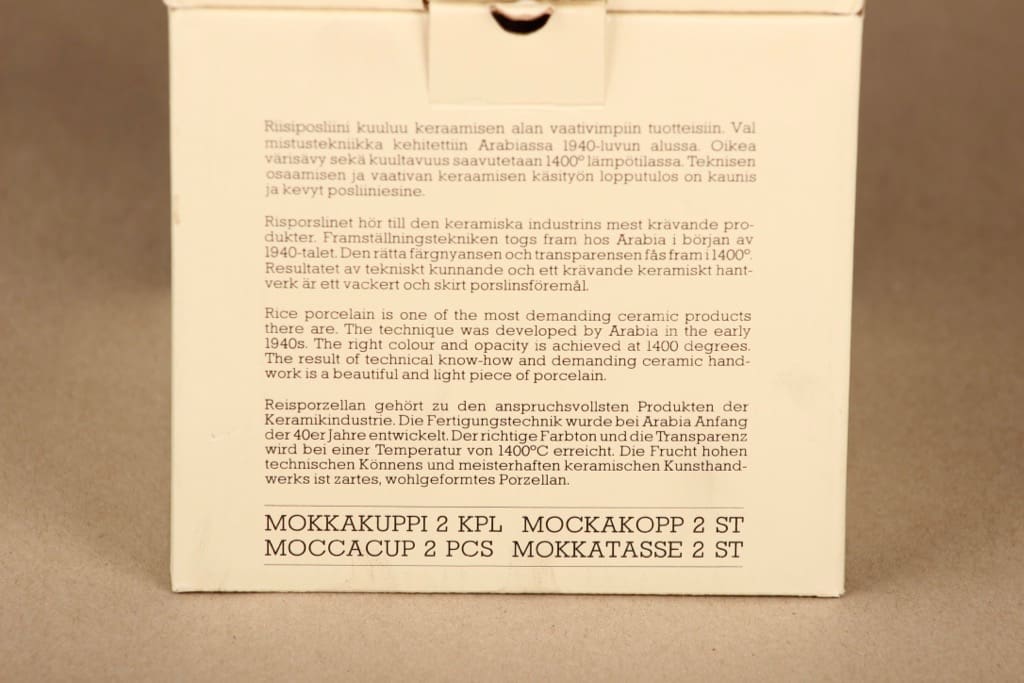 Riisiposliini kuuluu keraamisen alan vaativimpiin tuotteisiin. Val
mistustekniikka kehitettiin Arabiassa 1940-luvun alussa. Oikea
värisävy sekä kuultavuus saavutetaan 1400° lämpötilassa. Teknisen
osaamisen ja vaativan keraamisen käsityön lopputulos on kaunis
ja kevyt posliiniesine.
Risporslinet hör till den keramiska industrins mest krävande pro-
dukter. Framställningstekniken togs fram hos Arabia i början av
1940-talet. Den rätta färgnyansen och transparensen fås fram i 1400°.
Resultatet av tekniskt kunnande och ett krävande keramiskt hant-
verk är ett vackert och skirt porslinsföremål.
Rice porcelain is one of the most demanding ceramic products
there are. The technique was developed by Arabia in the early
1940s. The right colour and opacity is achieved at 1400 degrees.
The result of technical know-how and demanding ceramic hand-
work is a beautiful and light piece of porcelain.
Reisporzellan gehört zu den anspruchsvollsten Produkten der
Keramikindustrie. Die Fertigungstechnik wurde bei Arabia Anfang
der 40er Jahre entwickelt. Der richtige Farbton und die Transparenz
wird bei einer Temperatur von 1400°C erreicht. Die Frucht hohen
technischen Könnens und meisterhaften keramischen Kunsthand-
werks ist zartes, wohlgeformtes Porzellan.
MOKKAKUPPI 2 KPL MOCKAKOPP 2 ST
MOCCACUP 2 PCS MOKKATASSE 2 ST